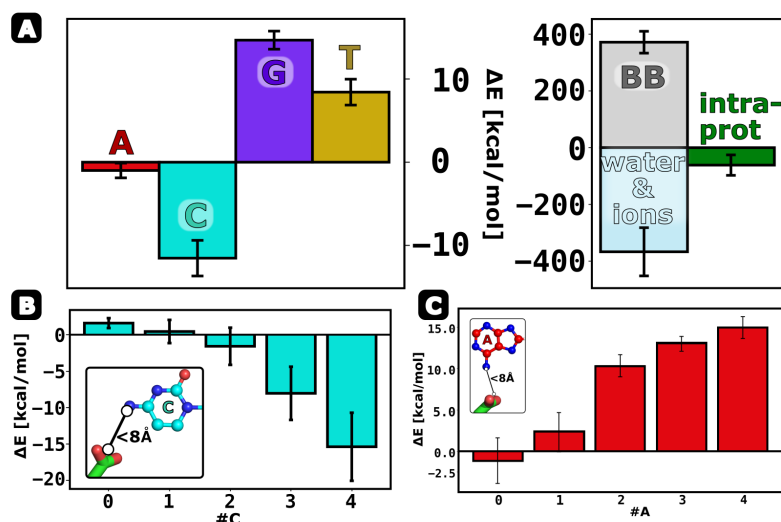 A
A
C
G
T
10
0
−10
ΔE [kcal/mol]
400
200
0
−200
−400
BB
water
& ions
intra-
prot
B
ΔE [kcal/mol]
0
−5
−10
−15
−20
C
<8Å
0 1 2 3 4
#C
C
ΔE [kcal/mol]
15.0
10.0
5.0
0.0
−2.5
A
<8Å
0 1 2 3 4
#A